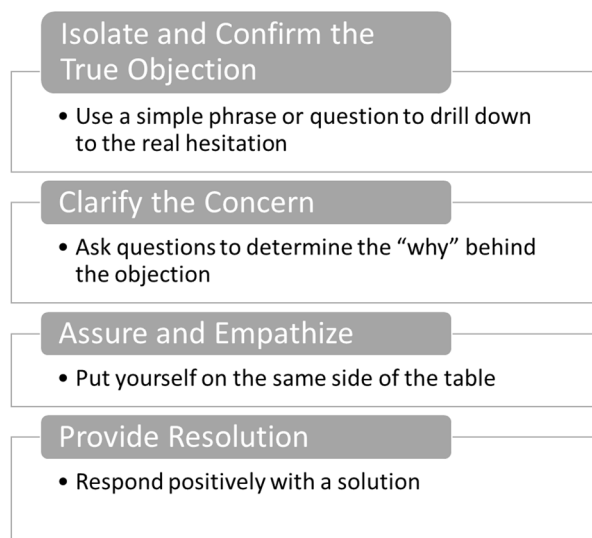 Isolate and Confirm the
True Objection
• Use a simple phrase or question to drill down
to the real hesitation
Clarify the Concern
• Ask questions to determine the “why” behind
the objection
Assure and Empathize
• Put yourself on the same side of the table
Provide Resolution
• Respond positively with a solution